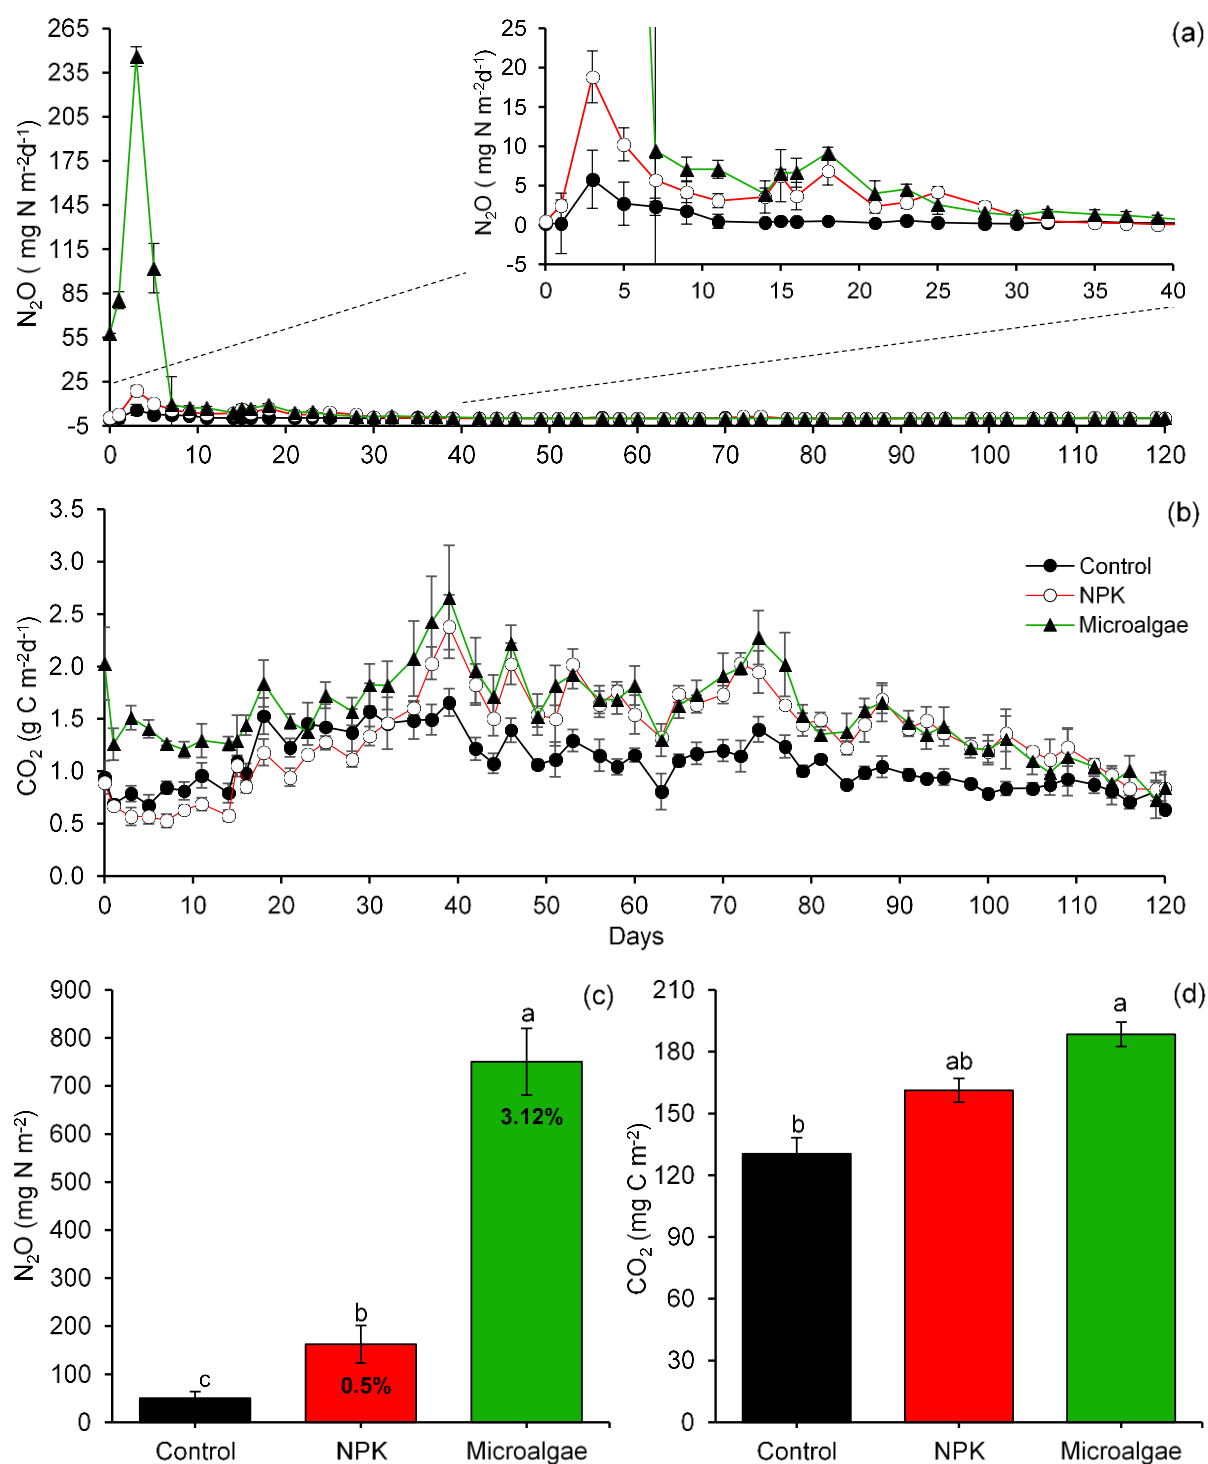 (a)
N₂O ( mg N m⁻²d⁻¹)
265
235
205
175
145
115
85
55
25
-5
0 10 20 30 40 50 60 70 80 90 100 110 120
N₂O ( mg N m⁻²d⁻¹)
25
20
15
10
5
0
-5
0 5 10 15 20 25 30 35 40
(b)
CO₂ (g C m⁻²d⁻¹)
3.5
3.0
2.5
2.0
1.5
1.0
0.5
0.0
Control
NPK
Microalgae
0 10 20 30 40 50 60 70 80 90 100 110 120
Days
(c)
N₂O (mg N m⁻²)
900
800
700
600
500
400
300
200
100
0
c
b
a
0.5%
3.12%
Control NPK Microalgae
(d)
CO₂ (mg C m⁻²)
210
180
150
120
90
60
30
0
b
ab
a
Control NPK Microalgae